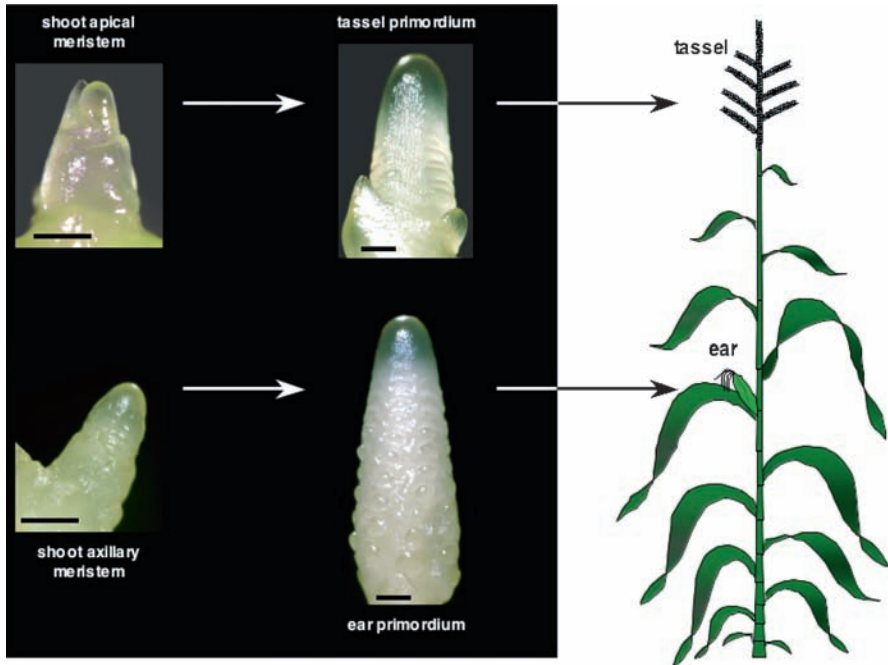 shoot apical
meristem
tassel primordium
tassel
ear
shoot axillary
meristem
ear primordium